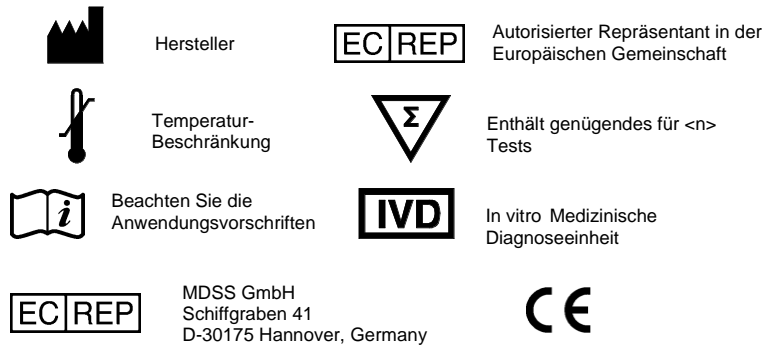 Hersteller
EC REP
Autorisierter Repräsentant in der
Europäischen Gemeinschaft
Temperatur-
Beschränkung
Σ
Enthält genügendes für <n>
Tests
i
Beachten Sie die
Anwendungsvorschriften
IVD
In vitro Medizinische
Diagnoseeinheit
EC REP
MDSS GmbH
Schiffgraben 41
D-30175 Hannover, Germany
CE